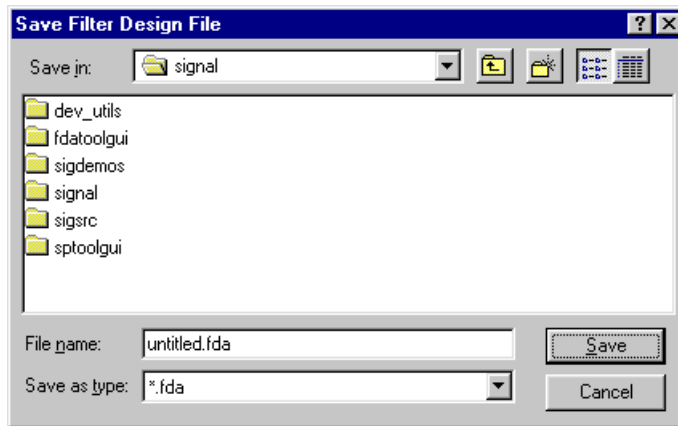 Save Filter Design File
Save in: signal
dev_utils
fdatoolgui
sigdemos
signal
sigsrc
sptoolgui
File name: untitled.fda Save
Save as type: *.fda Cancel